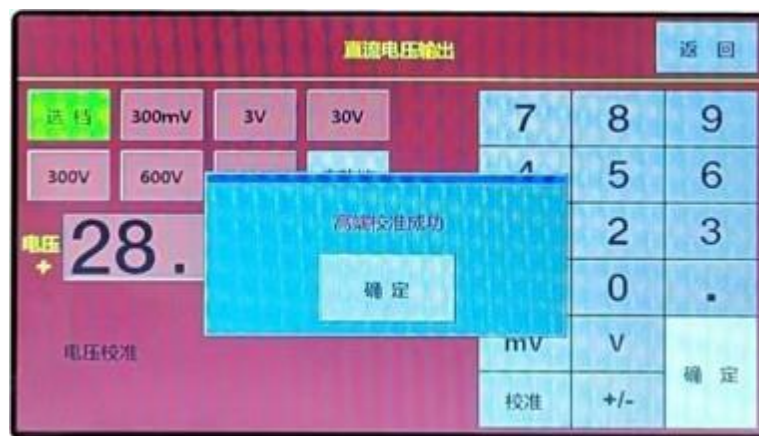 直流电压输出
返 回
选 档 300mV 3V 30V
300V 600V
7 8 9
5 6
2 3
0 .
mV V
校准 +/-
确 定
高端校准成功
确 定
电压
+
28.
电压校准